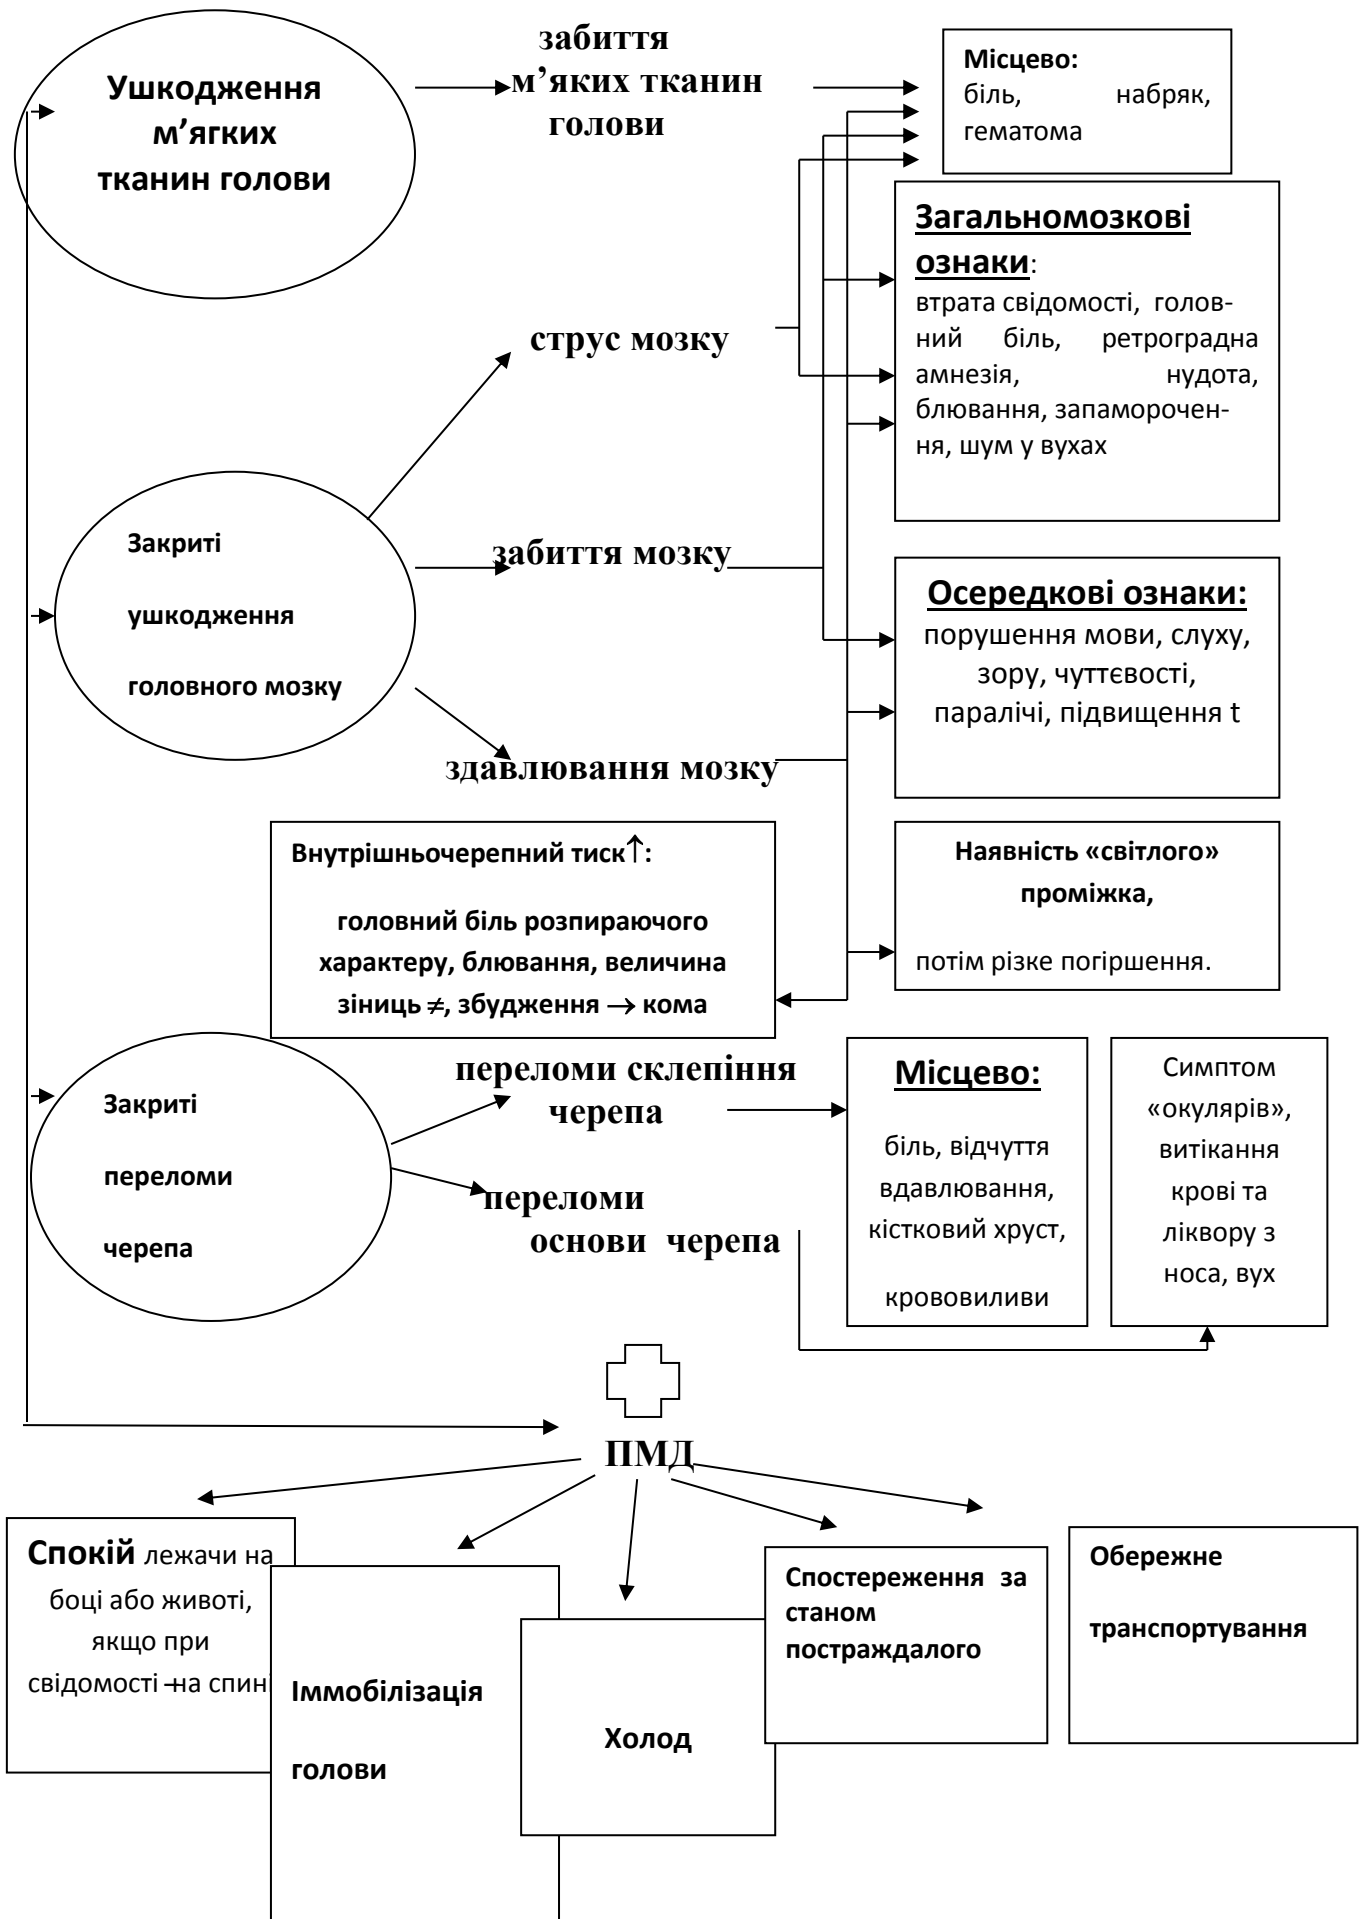 Ушкодження
м’ягких
тканин голови
забиття
м’яких тканин
голови
Місцево:
біль, набряк,
гематома
Загальномозкові
ознаки:
втрата свідомості, голов-
ний біль, ретроградна
амнезія, нудота,
блювання, запаморочен-
ня, шум у вухах
струс мозку
Закриті
ушкодження
головного мозку
забиття мозку
здавлювання мозку
Осередкові ознаки:
порушення мови, слуху,
зору, чуттєвості,
паралічі, підвищення t
Внутрішньочерепний тиск↑:
головний біль розпираючого
характеру, блювання, величина
зіниць ≠, збудження → кома
Наявність «світлого»
проміжка,
потім різке погіршення.
Закриті
переломи
черепа
переломи склепіння
черепа
переломи
основи черепа
Місцево:
біль, відчуття
вдавлювання,
кістковий хруст,
крововиливи
Симптом
«окулярів»,
витікання
крові та
ліквору з
носа, вух
ПМД
Спокій лежачи на
боці або животі,
якщо при
свідомості –на спині
Іммобілізація
голови
Холод
Спостереження за
станом
постраждалого
Обережне
транспортування